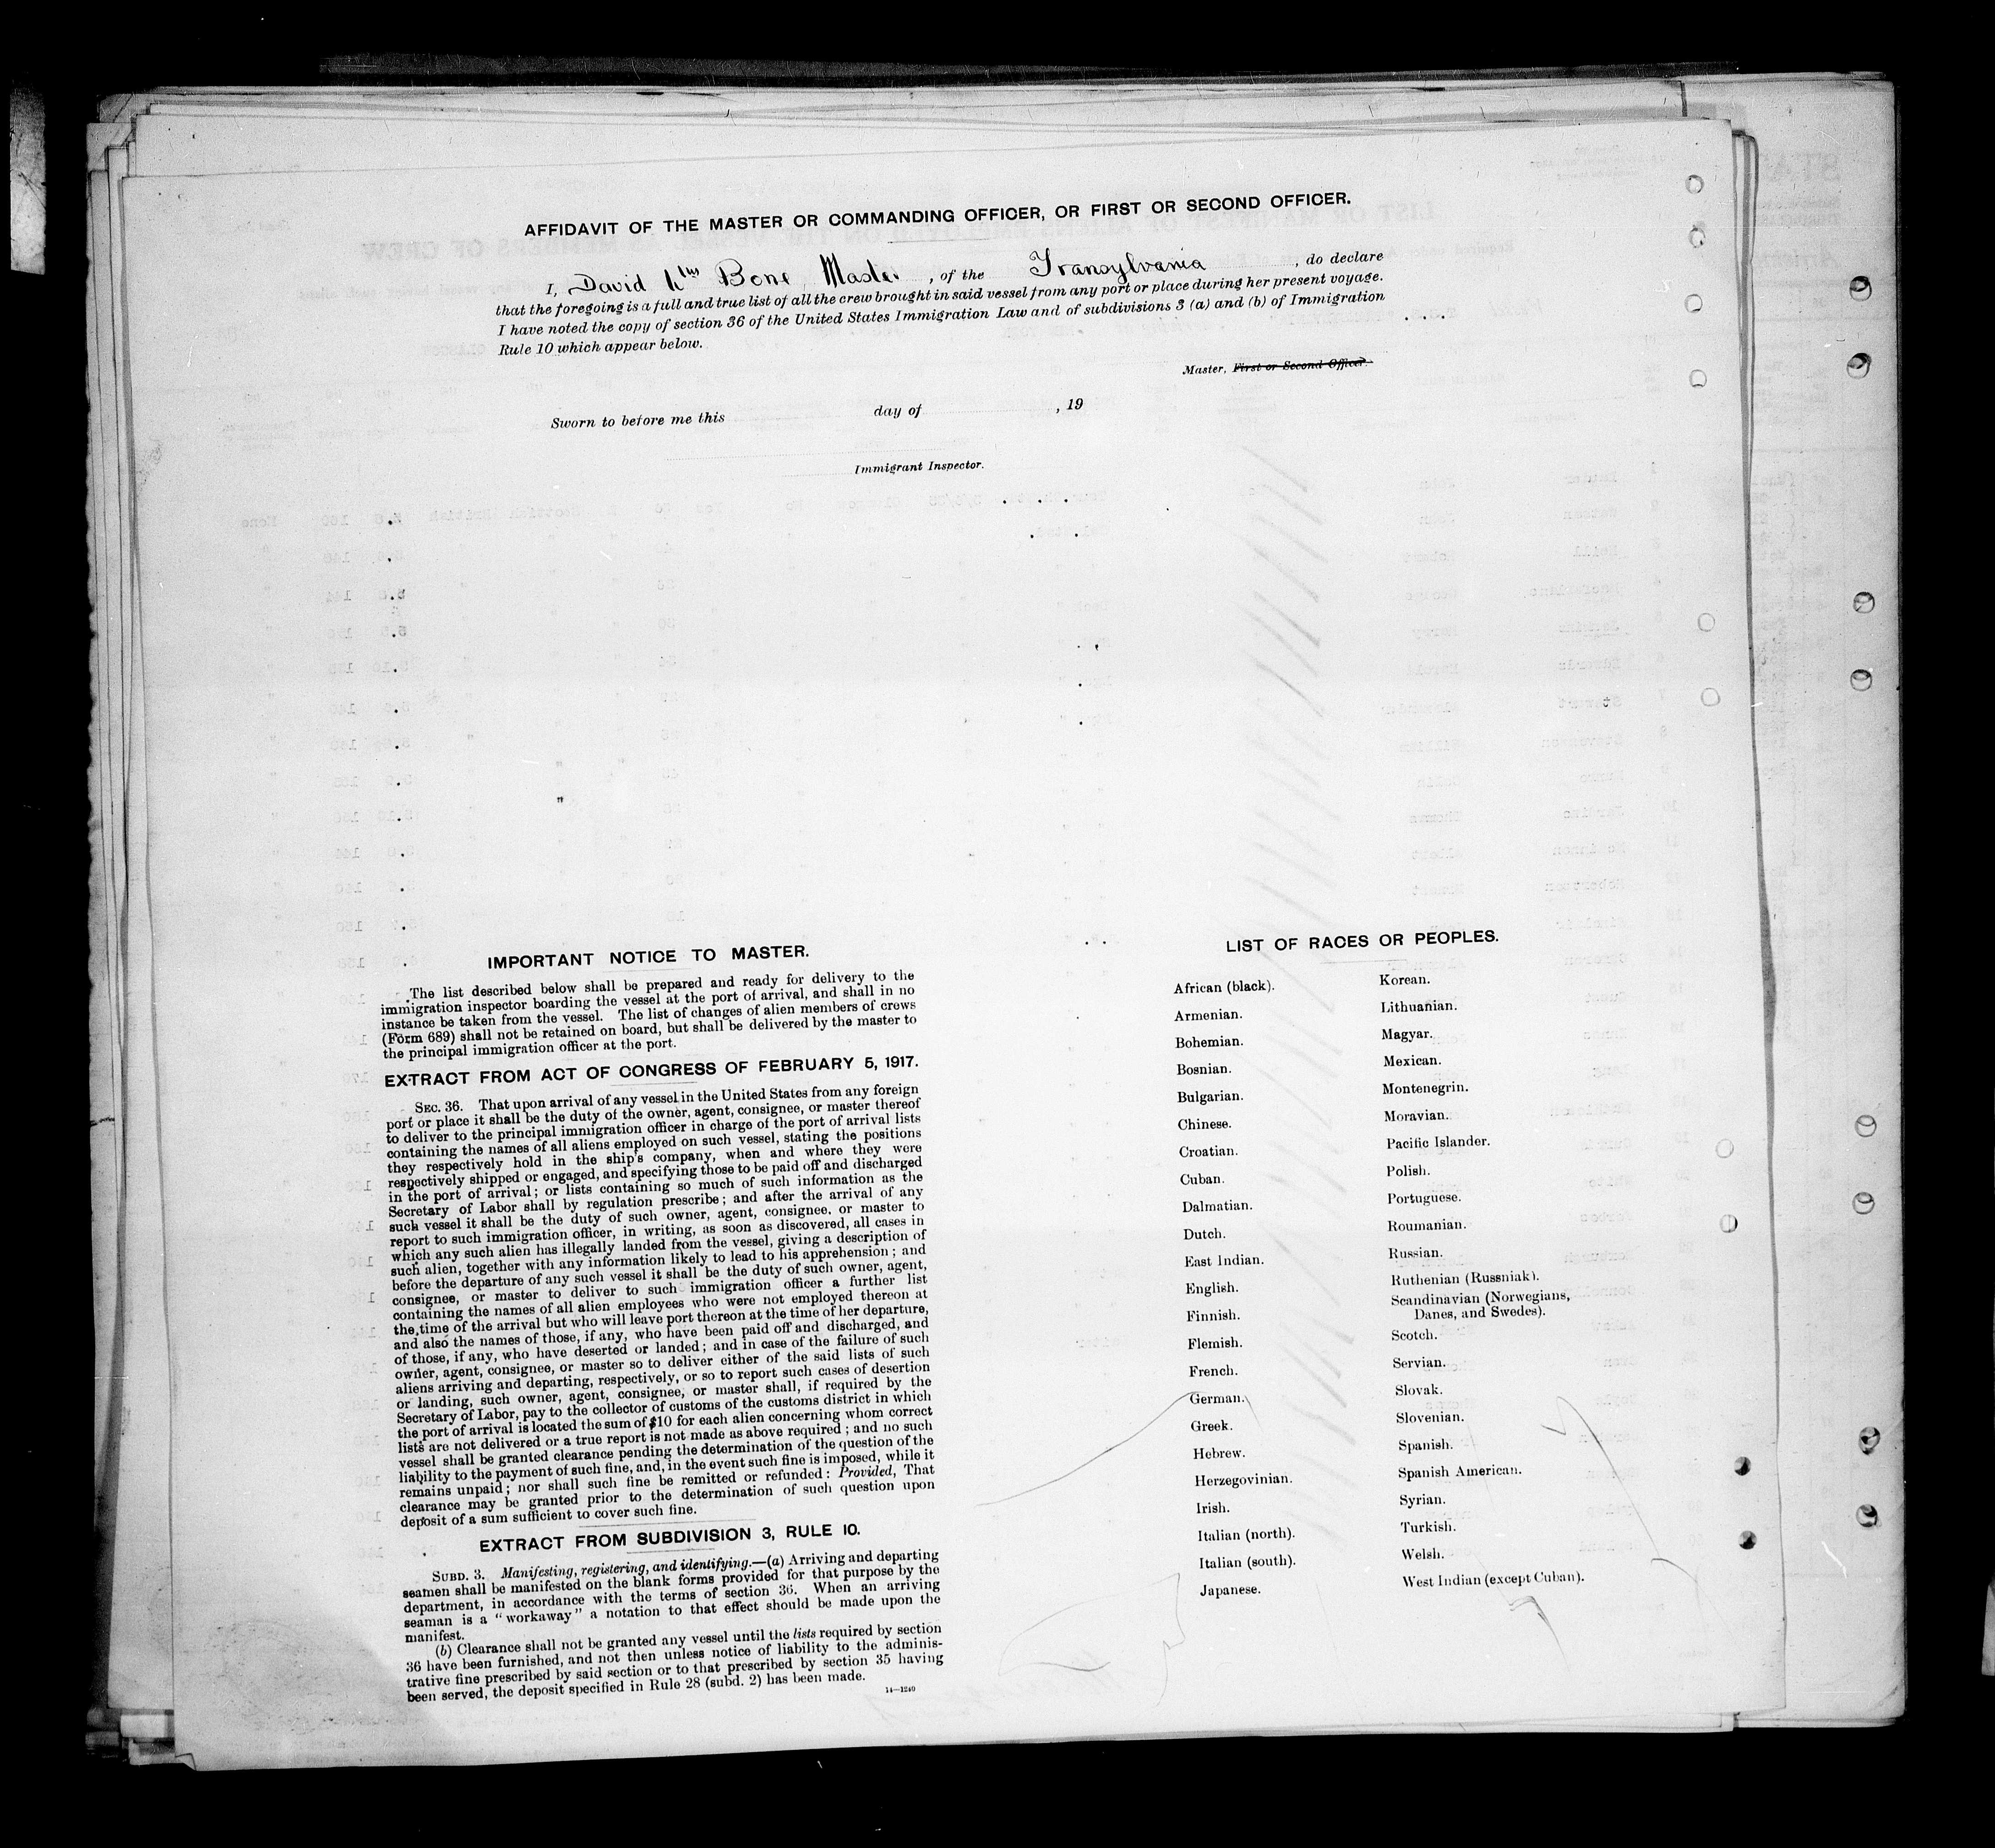 AFFIDAVIT OF THE MASTER OR COMMANDING OFFICER, OR FIRST OR SECOND OFFICER.
I, David Wms Bone, Master, of the Transylvania, do declare
that the foregoing is a full and true list of all the crew brought in said vessel from any port or place during her present voyage.
I have noted the copy of section 36 of the United States Immigration Law and of subdivisions 3 (a) and (b) of Immigration
Rule 10 which appear below.
Master, First or Second Officer.
Sworn to before me this day of , 19
Immigrant Inspector.
IMPORTANT NOTICE TO MASTER.
The list described below shall be prepared and ready for delivery to the
immigration inspector boarding the vessel at the port of arrival, and shall in no
instance be taken from the vessel. The list of changes of alien members of crews
(Form 689) shall not be retained on board, but shall be delivered by the master to
the principal immigration officer at the port.
EXTRACT FROM ACT OF CONGRESS OF FEBRUARY 5, 1917.
SEC. 36. That upon arrival of any vessel in the United States from any foreign
port or place it shall be the duty of the owner, agent, consignee, or master thereof
to deliver to the principal immigration officer in charge of the port of arrival lists
containing the names of all aliens employed on such vessel, stating the positions
they respectively hold in the ship's company, when and where they were
respectively shipped or engaged, and specifying those to be paid off and discharged
in the port of arrival; or lists containing so much of such information as the
Secretary of Labor shall by regulation prescribe; and after the arrival of any
such vessel it shall be the duty of such owner, agent, consignee, or master to
report to such immigration officer, in writing, as soon as discovered, all cases in
which any such alien has illegally landed from the vessel, giving a description of
such alien, together with any information likely to lead to his apprehension; and
before the departure of any such vessel it shall be the duty of such owner, agent,
consignee, or master to deliver to such immigration officer a further list
containing the names of all alien employees who were not employed thereon at
the time of the arrival but who will leave port thereon at the time of her departure,
and also the names of those, if any, who have been paid off and discharged, and
of those, if any, who have deserted or landed; and in case of the failure of such
owner, agent, consignee, or master so to deliver either of the said lists of such
aliens arriving and departing, respectively, or so to report such cases of desertion
or landing, such owner, agent, consignee, or master shall, if required by the
Secretary of Labor, pay to the collector of customs of the customs district in which
the port of arrival is located the sum of $10 for each alien concerning whom correct
lists are not delivered or a true report is not made as above required; and no such
vessel shall be granted clearance pending the determination of the question of the
liability to the payment of such fine, and, in the event such fine is imposed, while it
remains unpaid; nor shall such fine be remitted or refunded: Provided, That
clearance may be granted prior to the determination of such question upon
deposit of a sum sufficient to cover such fine.
EXTRACT FROM SUBDIVISION 3, RULE 10.
SUBD. 3. Manifesting, registering, and identifying.—(a) Arriving and departing
seamen shall be manifested on the blank forms provided for that purpose by the
department, in accordance with the terms of section 36. When an arriving
seaman is a "workaway" a notation to that effect should be made upon the
manifest.
(b) Clearance shall not be granted any vessel until the lists required by section
36 have been furnished, and not then unless notice of liability to the adminis-
trative fine prescribed by said section or to that prescribed by section 35 having
been served, the deposit specified in Rule 28 (subd. 2) has been made.
14—1240
LIST OF RACES OR PEOPLES.
African (black).
Armenian.
Bohemian.
Bosnian.
Bulgarian.
Chinese.
Croatian.
Cuban.
Dalmatian.
Dutch.
East Indian.
English.
Finnish.
Flemish.
French.
German.
Greek.
Hebrew.
Herzegovinian.
Irish.
Italian (north).
Italian (south).
Japanese.
Korean.
Lithuanian.
Magyar.
Mexican.
Montenegrin.
Moravian.
Pacific Islander.
Polish.
Portuguese.
Roumanian.
Russian.
Ruthenian (Russniak).
Scandinavian (Norwegians,
Danes, and Swedes).
Scotch.
Servian.
Slovak.
Slovenian.
Spanish.
Spanish American.
Syrian.
Turkish.
Welsh.
West Indian (except Cuban).